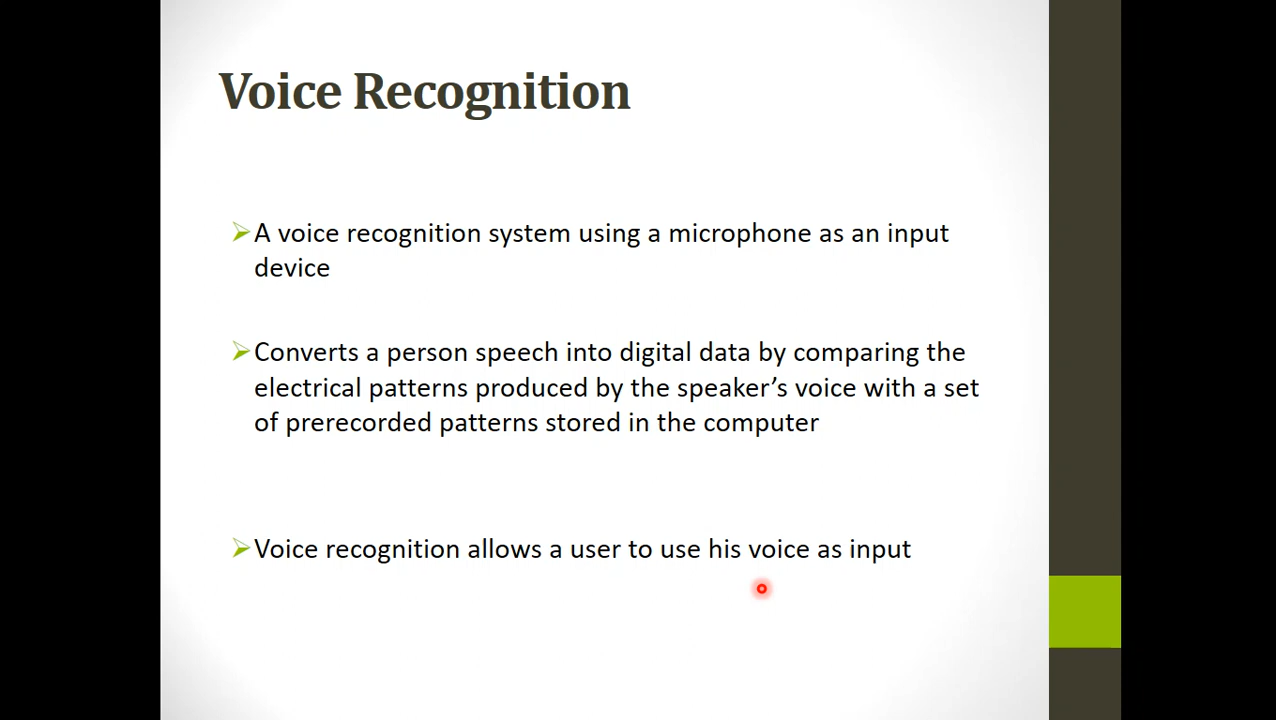 Voice Recognition
A voice recognition system using a microphone as an input
device
Converts a person speech into digital data by comparing the
electrical patterns produced by the speaker’s voice with a set
of prerecorded patterns stored in the computer
Voice recognition allows a user to use his voice as input